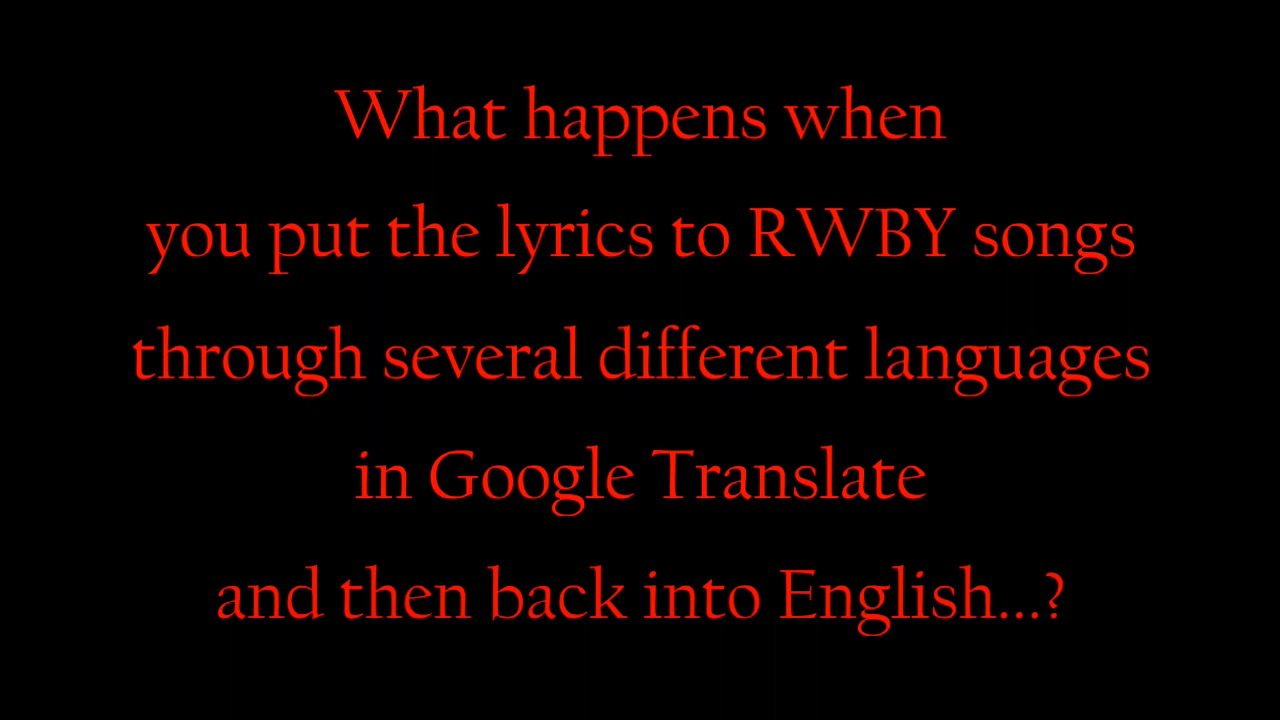 What happens when
you put the lyrics to RWBY songs
through several different languages
in Google Translate
and then back into English...?